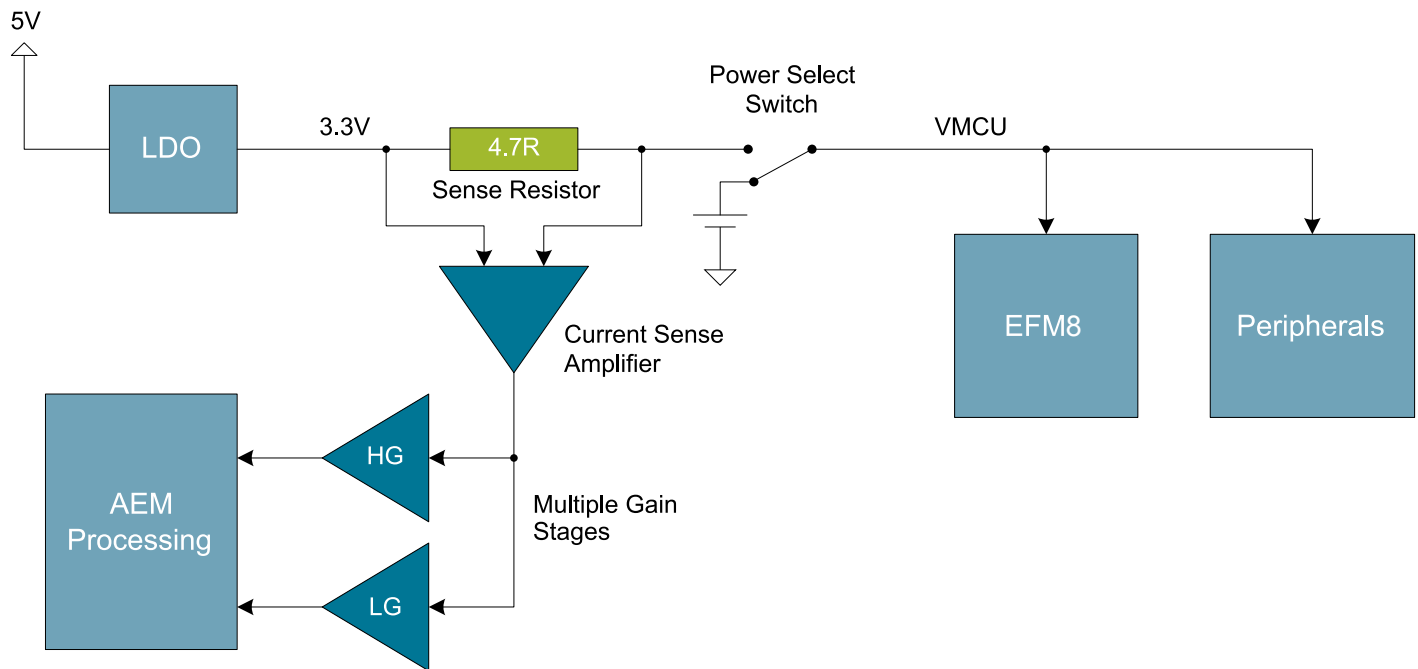 5V
LDO
3.3V
4.7R
Sense Resistor
Power Select
Switch
VMCU
EFM8
Peripherals
Current Sense
Amplifier
HG
AEM
Processing
Multiple Gain
Stages
LG